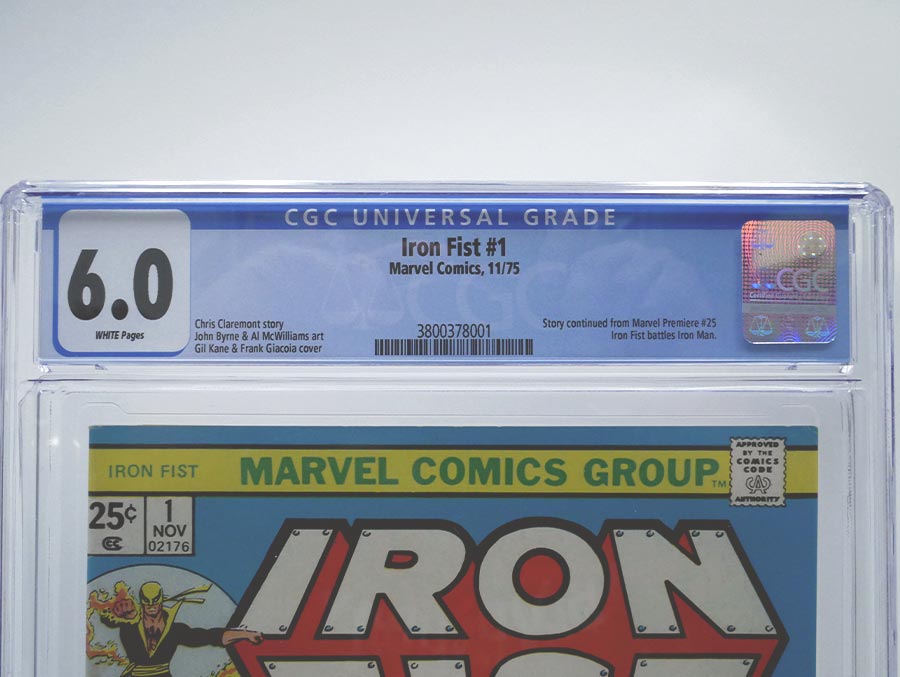 CGC UNIVERSAL GRADE
6.0
WHITE Pages
Iron Fist #1
Marvel Comics, 11/75
Chris Claremont story
John Byrne & Al McWilliams art
Gil Kane & Frank Giacoia cover
3800378001
Story continued from Marvel Premiere #25
Iron Fist battles Iron Man.
CGC
IRON FIST
MARVEL COMICS GROUP
TM
APPROVED
BY THE
COMICS
CODE
AUTHORITY
25¢
CC
1
NOV
02176
IRON